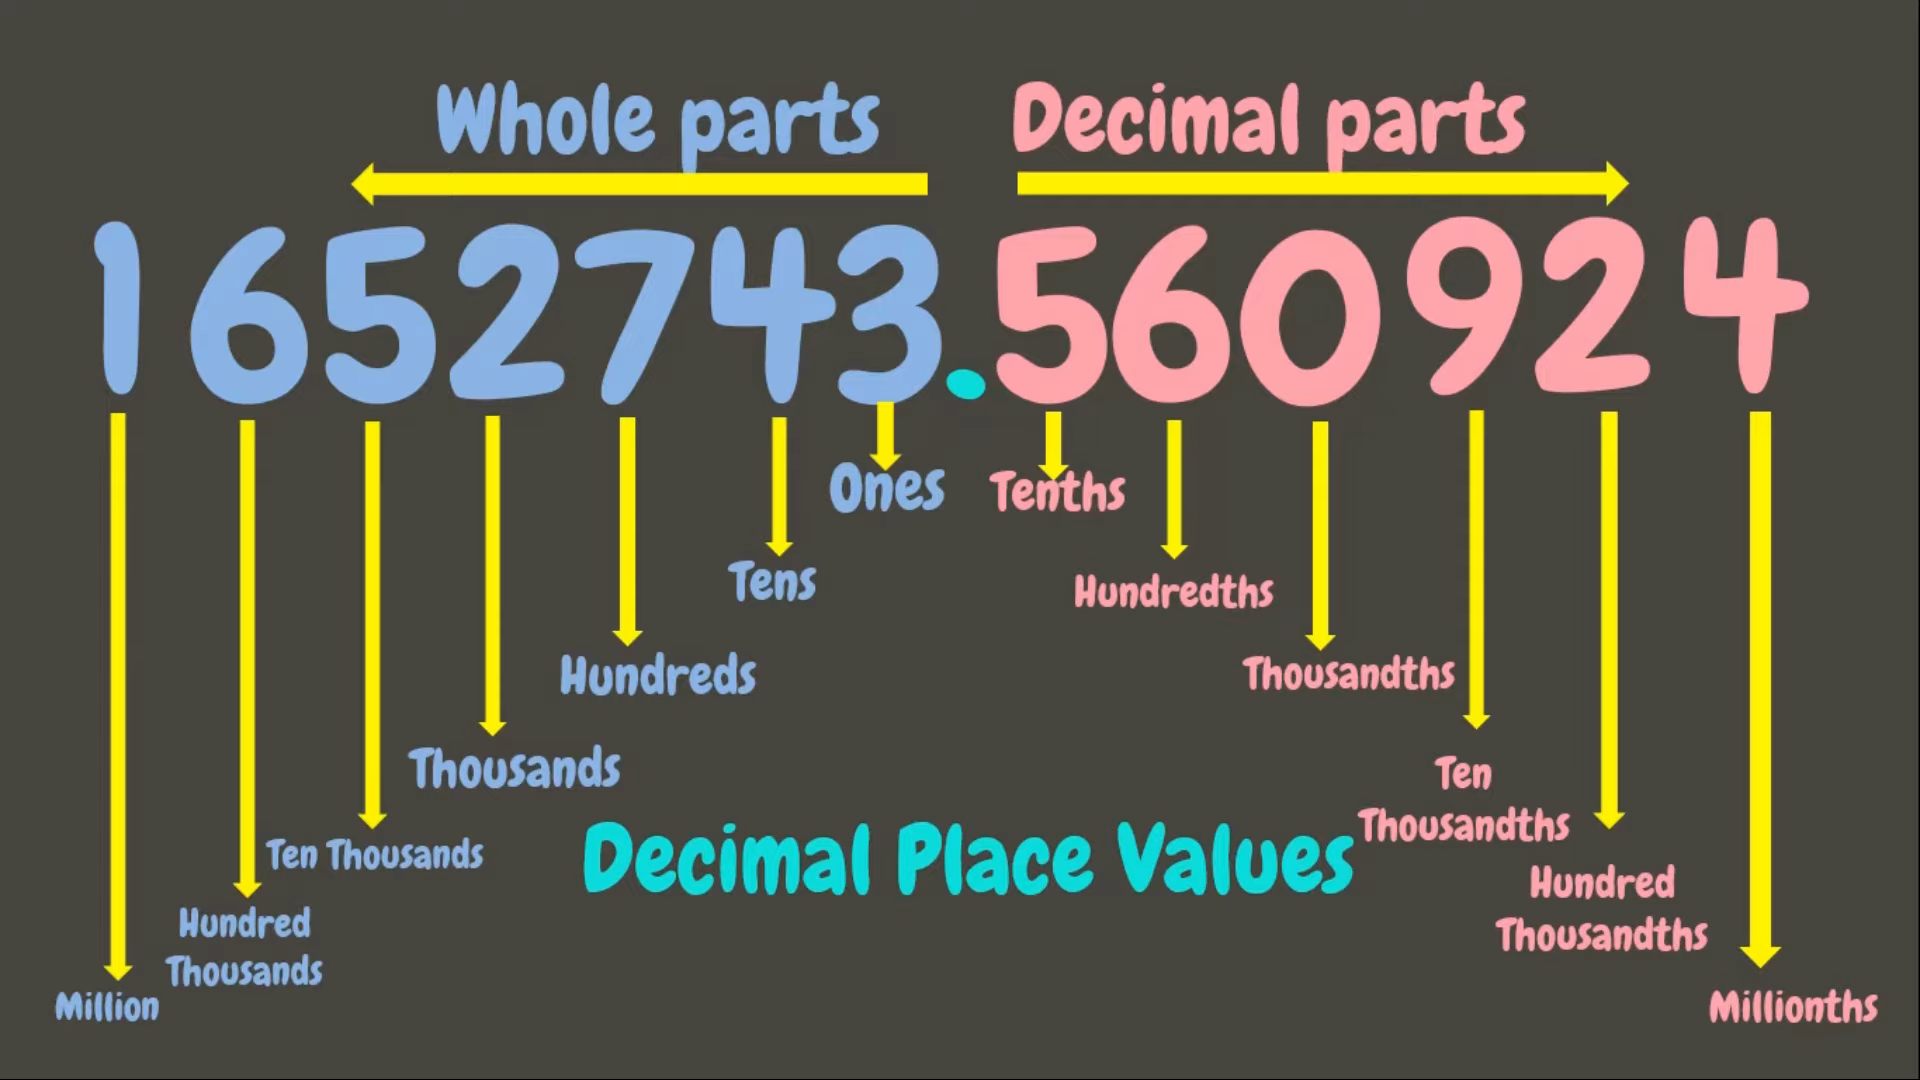 Whole parts Decimal parts
1652743.560924
Ones Tenths
Tens Hundredths
Hundreds Thousandths
Thousands Ten
Thousandths
Ten Thousands Decimal Place Values
Hundred
Thousandths
Hundred
Thousands
Million Millionths